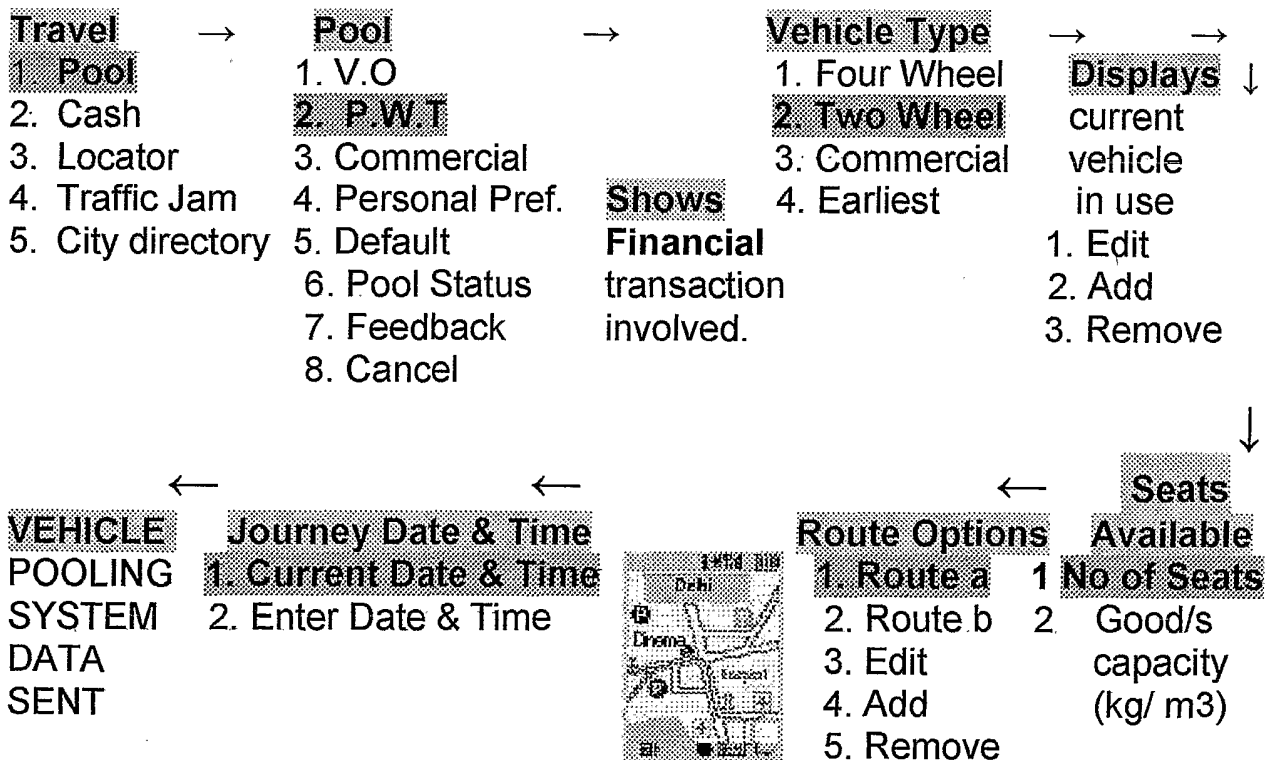 Travel → Pool → Vehicle Type → →
1. Pool
2. Cash
3. Locator
4. Traffic Jam
5. City directory
1. V.O
2. P.W.T
3. Commercial
4. Personal Pref.
5. Default
6. Pool Status
7. Feedback
8. Cancel
Shows
Financial
transaction
involved.
1. Four Wheel
2. Two Wheel
3. Commercial
4. Earliest
Displays ↓
current
vehicle
in use
1. Edit
2. Add
3. Remove
↓
← ← ← Seats
Available
1 No of Seats
2 Good/s
capacity
(kg/ m3)
Route Options
1. Route a
2. Route b
3. Edit
4. Add
5. Remove
Delhi
Cinema
Journey Date & Time
1. Current Date & Time
2. Enter Date & Time
VEHICLE
POOLING
SYSTEM
DATA
SENT